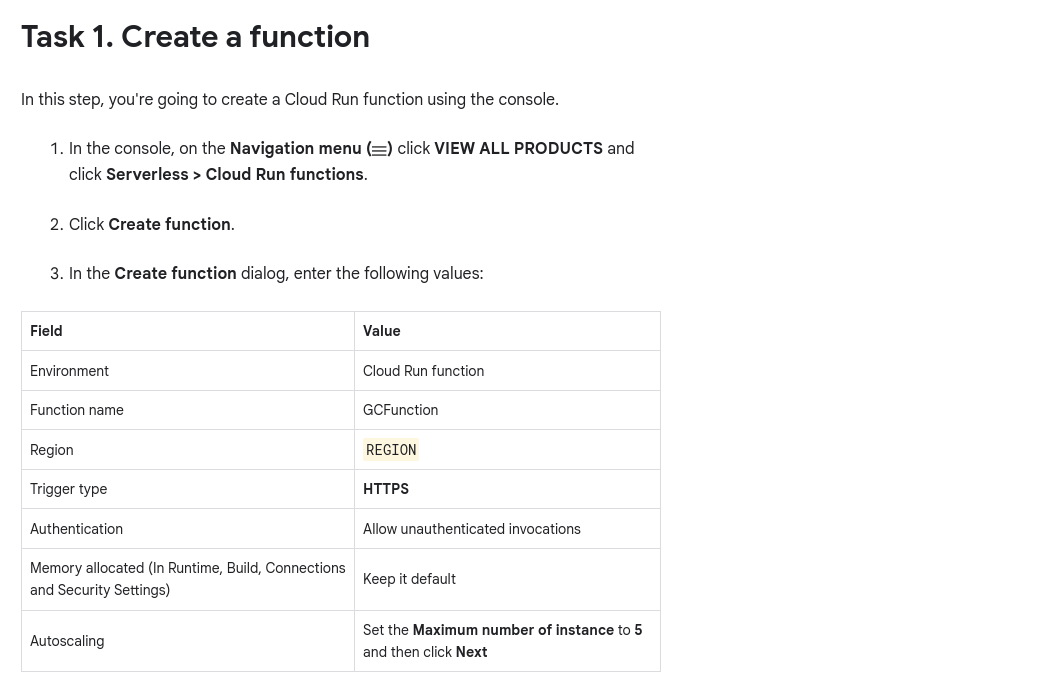 Task 1. Create a function
In this step, you're going to create a Cloud Run function using the console.
1. In the console, on the Navigation menu (≡) click VIEW ALL PRODUCTS and
click Serverless > Cloud Run functions.
2. Click Create function.
3. In the Create function dialog, enter the following values:
Field Value
Environment Cloud Run function
Function name GCFunction
Region REGION
Trigger type HTTPS
Authentication Allow unauthenticated invocations
Memory allocated (In Runtime, Build, Connections
and Security Settings) Keep it default
Autoscaling Set the Maximum number of instance to 5
and then click Next